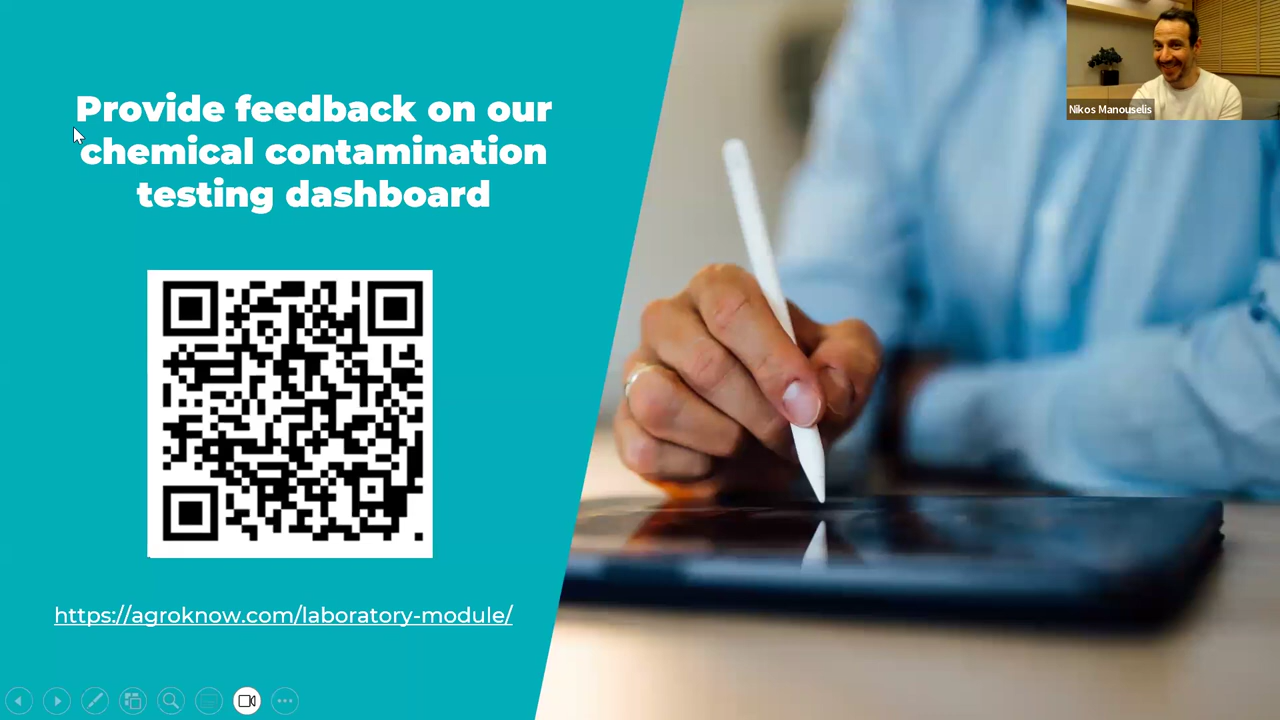 Provide feedback on our
chemical contamination
testing dashboard
https://agroknow.com/laboratory-module/
Nikos Manouselis